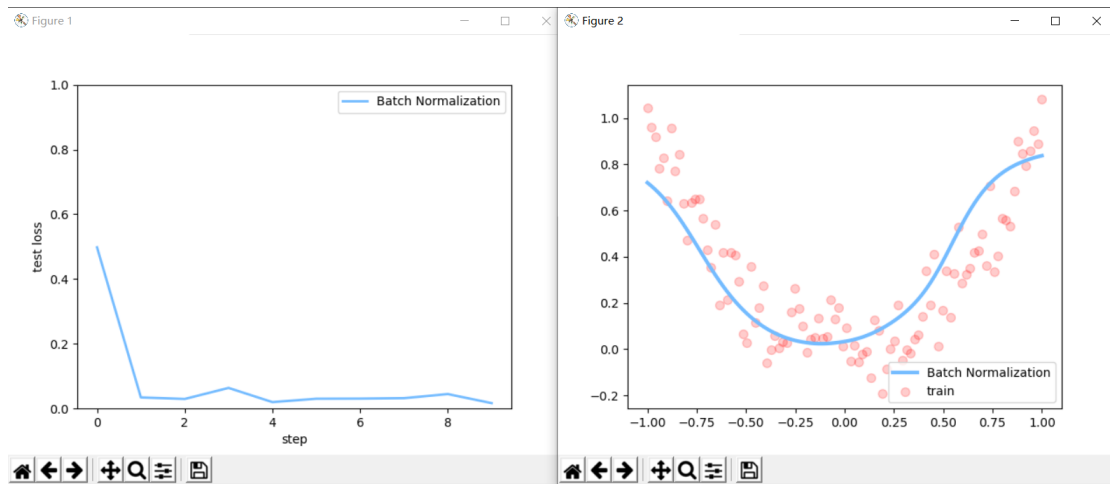 Figure 1
1.0
Batch Normalization
0.8
0.6
test loss
0.4
0.2
0.0
0 2 4 6 8
step
Figure 2
1.0
0.8
0.6
0.4
0.2
0.0
−0.2
Batch Normalization
train
−1.00 −0.75 −0.50 −0.25 0.00 0.25 0.50 0.75 1.00